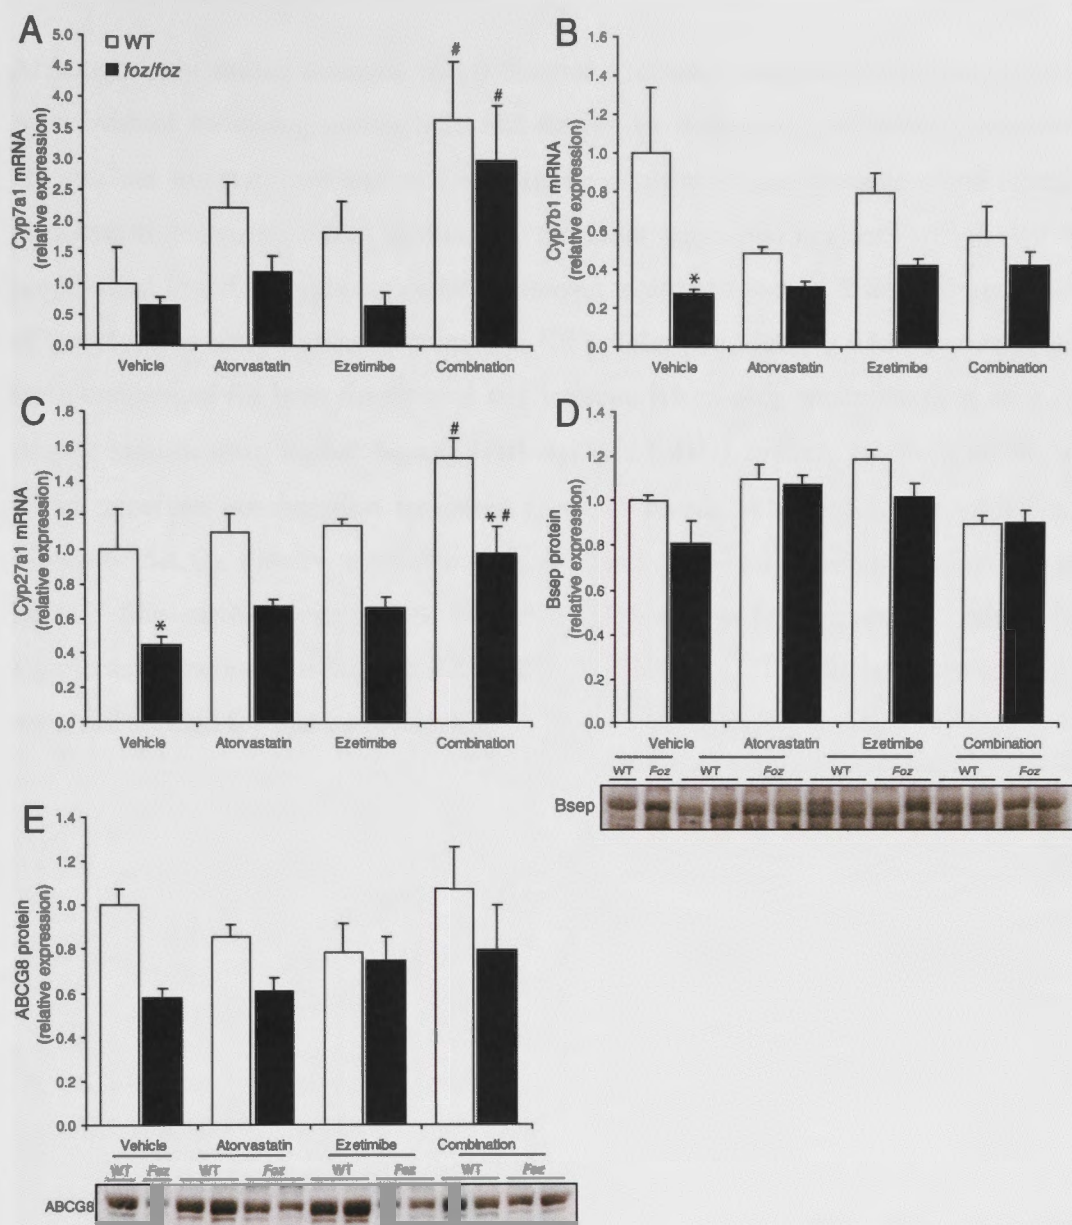 A
WT
foz/foz
5.0
4.5
4.0
3.5
3.0
2.5
2.0
1.5
1.0
0.5
0.0
Cyp7a1 mRNA
(relative expression)
# #
Vehicle Atorvastatin Ezetimibe Combination
B
1.6
1.4
1.2
1.0
0.8
0.6
0.4
0.2
0.0
Cyp7b1 mRNA
(relative expression)
*
Vehicle Atorvastatin Ezetimibe Combination
C
1.8
1.6
1.4
1.2
1.0
0.8
0.6
0.4
0.2
0.0
Cyp27a1 mRNA
(relative expression)
* # * #
Vehicle Atorvastatin Ezetimibe Combination
D
1.4
1.2
1.0
0.8
0.6
0.4
0.2
0.0
Bsep protein
(relative expression)
Vehicle Atorvastatin Ezetimibe Combination
WT Foz WT Foz WT Foz WT Foz
Bsep
E
1.4
1.2
1.0
0.8
0.6
0.4
0.2
0.0
ABCG8 protein
(relative expression)
Vehicle Atorvastatin Ezetimibe Combination
WT Foz WT Foz WT Foz WT Foz
ABCG8